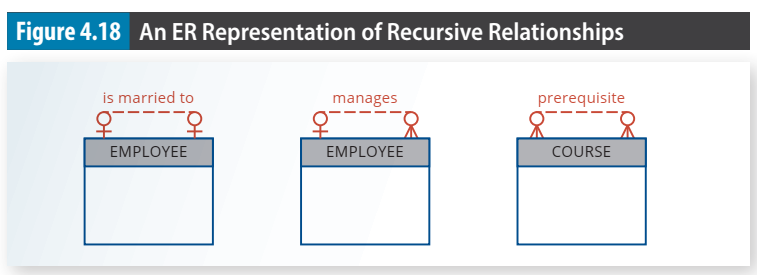 Figure 4.18 An ER Representation of Recursive Relationships
is married to
manages
prerequisite
EMPLOYEE
EMPLOYEE
COURSE